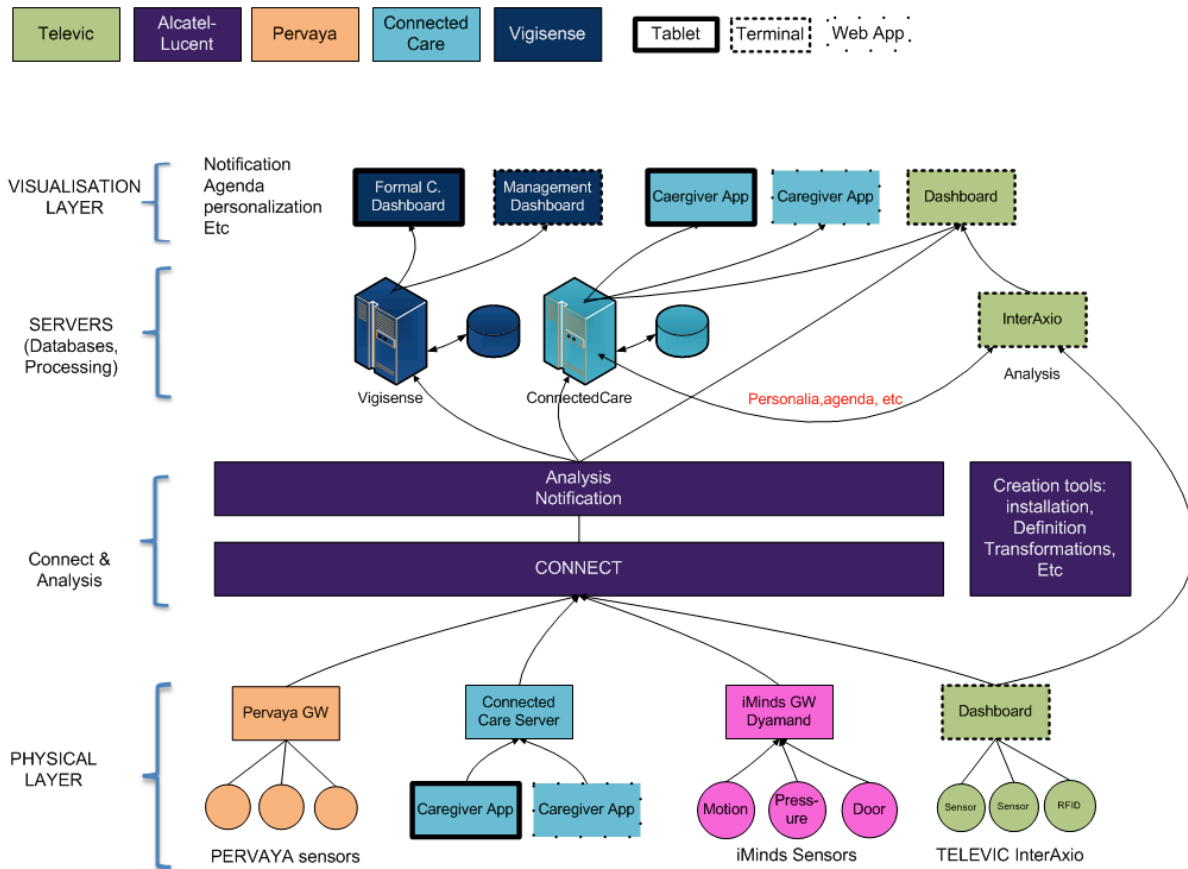 Televic
Alcatel-
Lucent
Pervaya
Connected
Care
Vigisense
Tablet
Terminal
Web App
VISUALISATION
LAYER
Notification
Agenda
personalization
Etc
Formal C.
Dashboard
Management
Dashboard
Caergiver App
Caregiver App
Dashboard
SERVERS
(Databases,
Processing)
Vigisense
ConnectedCare
InterAxio
Analysis
Personalia,agenda, etc
Connect &
Analysis
Analysis
Notification
CONNECT
Creation tools:
installation,
Definition
Transformations,
Etc
PHYSICAL
LAYER
Pervaya GW
Connected
Care Server
iMinds GW
Dyamand
Dashboard
Caregiver App
Caregiver App
Motion
Press-
ure
Door
Sensor
Sensor
RFID
PERVAYA sensors
iMinds Sensors
TELEVIC InterAxio